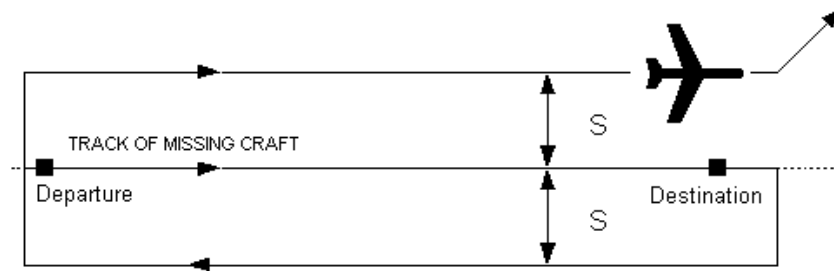 S
TRACK OF MISSING CRAFT
Departure
Destination
S